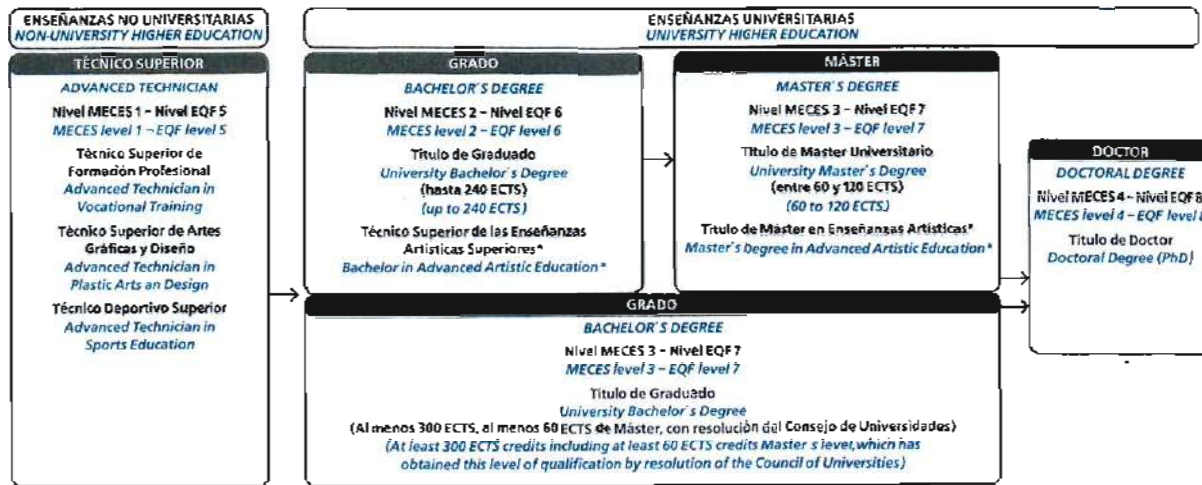 ENSEÑANZAS NO UNIVERSITARIAS
NON-UNIVERSITY HIGHER EDUCATION
ENSEÑANZAS UNIVERSITARIAS
UNIVERSITY HIGHER EDUCATION
TÉCNICO SUPERIOR
ADVANCED TECHNICIAN
Nivel MECES 1 – Nivel EQF 5
MECES level 1 – EQF level 5
Técnico Superior de
Formación Profesional
Advanced Technician in
Vocational Training
Técnico Superior de Artes
Gráficas y Diseño
Advanced Technician in
Plastic Arts an Design
Técnico Deportivo Superior
Advanced Technician in
Sports Education
GRADO
BACHELOR´S DEGREE
Nivel MECES 2 – Nivel EQF 6
MECES level 2 – EQF level 6
Título de Graduado
University Bachelor´s Degree
(hasta 240 ECTS)
(up to 240 ECTS)
Técnico Superior de las Enseñanzas
Artísticas Superiores*
Bachelor in Advanced Artistic Education*
MÁSTER
MASTER´S DEGREE
Nivel MECES 3 – Nivel EQF 7
MECES level 3 – EQF level 7
Título de Master Universitario
University Master´s Degree
(entre 60 y 120 ECTS)
(60 to 120 ECTS)
Título de Máster en Enseñanzas Artísticas*
Master´s Degree in Advanced Artistic Education*
GRADO
BACHELOR´S DEGREE
Nivel MECES 3 – Nivel EQF 7
MECES level 3 – EQF level 7
Título de Graduado
University Bachelor´s Degree
(Al menos 300 ECTS, al menos 60 ECTS de Máster, con resolución del Consejo de Universidades)
(At least 300 ECTS credits including at least 60 ECTS credits Master´s level, which has
obtained this level of qualification by resolution of the Council of Universities)
DOCTOR
DOCTORAL DEGREE
Nivel MECES 4 – Nivel EQF 8
MECES level 4 – EQF level 8
Título de Doctor
Doctoral Degree (PhD)